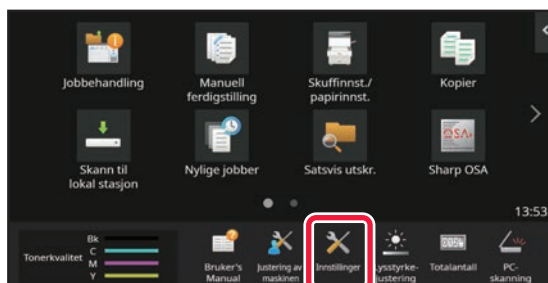 Jobbehandling
Manuell
ferdigstilling
Skuffinnst./
papirinnst.
Kopier
Skann til
lokal stasjon
Nylige jobber
Satsvis utskr.
Sharp OSA
13:53
Tonerkvalitet
Bk
C
M
Y
Bruker's
Manual
Justering av
maskinen
Innstillinger
Lysstyrke-
justering
Totalantall
PC-
skanning